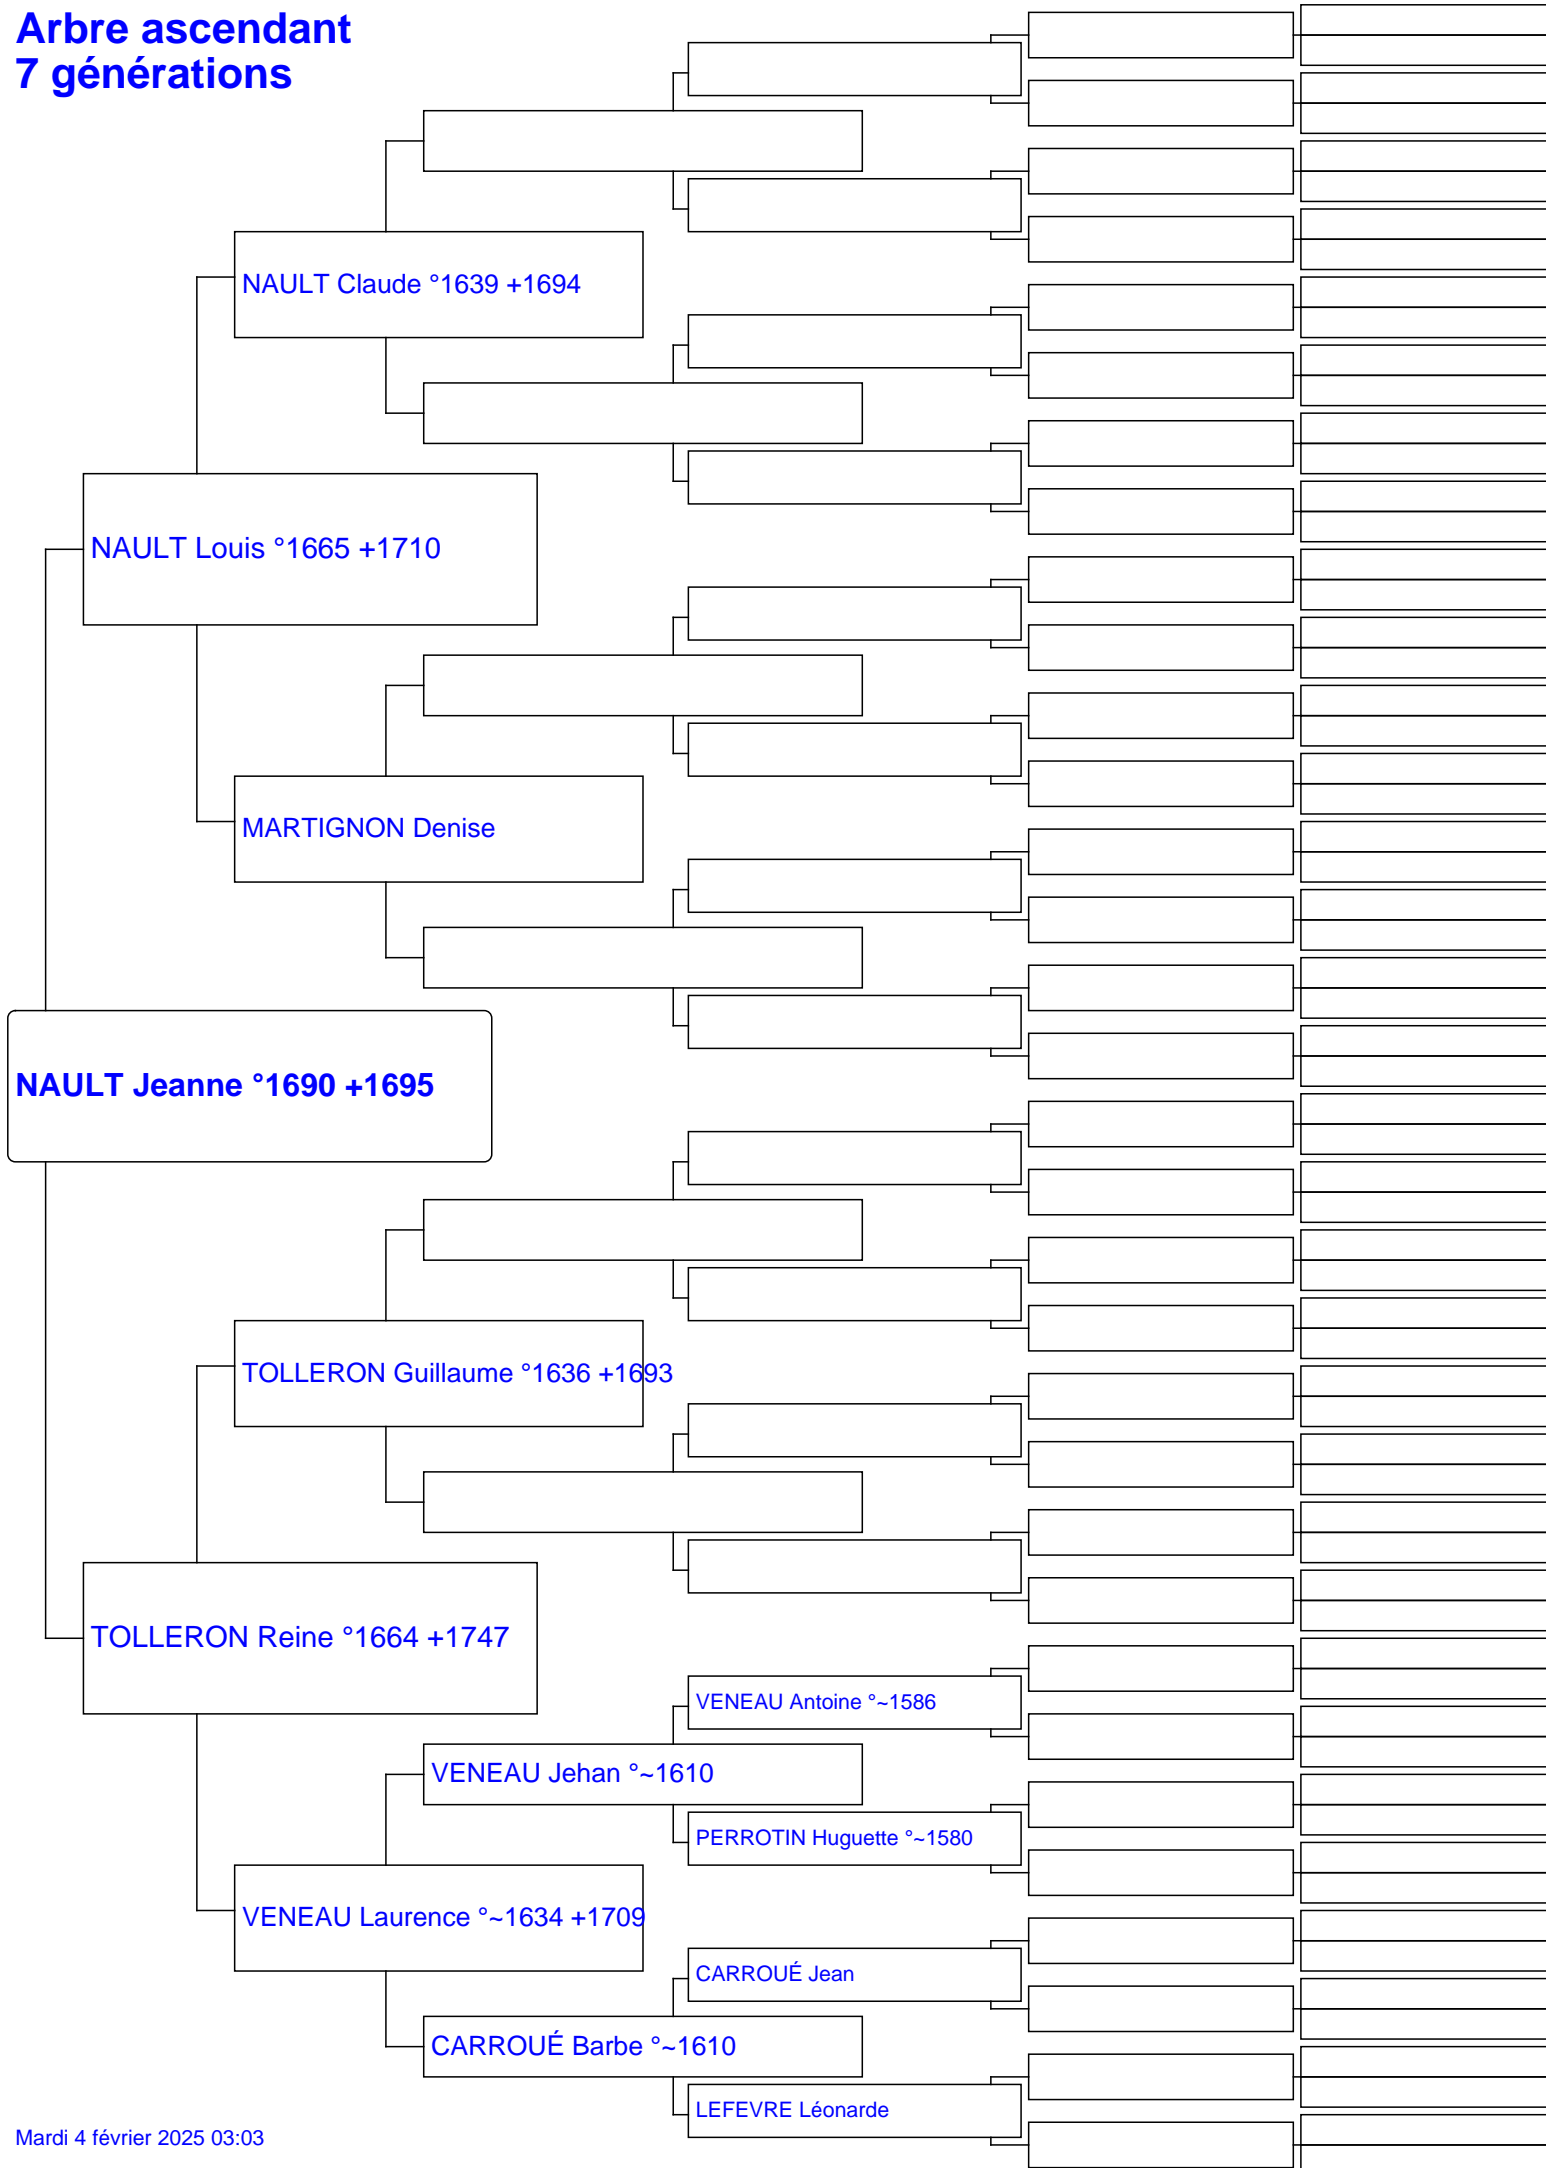 Arbre ascendant
7 générations
NAULT Claude °1639 +1694
NAULT Louis °1665 +1710
MARTIGNON Denise
NAULT Jeanne °1690 +1695
TOLLERON Guillaume °1636 +1693
TOLLERON Reine °1664 +1747
VENEAU Antoine °~1586
VENEAU Jehan °~1610
PERROTIN Huguette °~1580
VENEAU Laurence °~1634 +1709
CARROUÉ Jean
CARROUÉ Barbe °~1610
LEFEVRE Léonarde
Mardi 4 février 2025 03:03